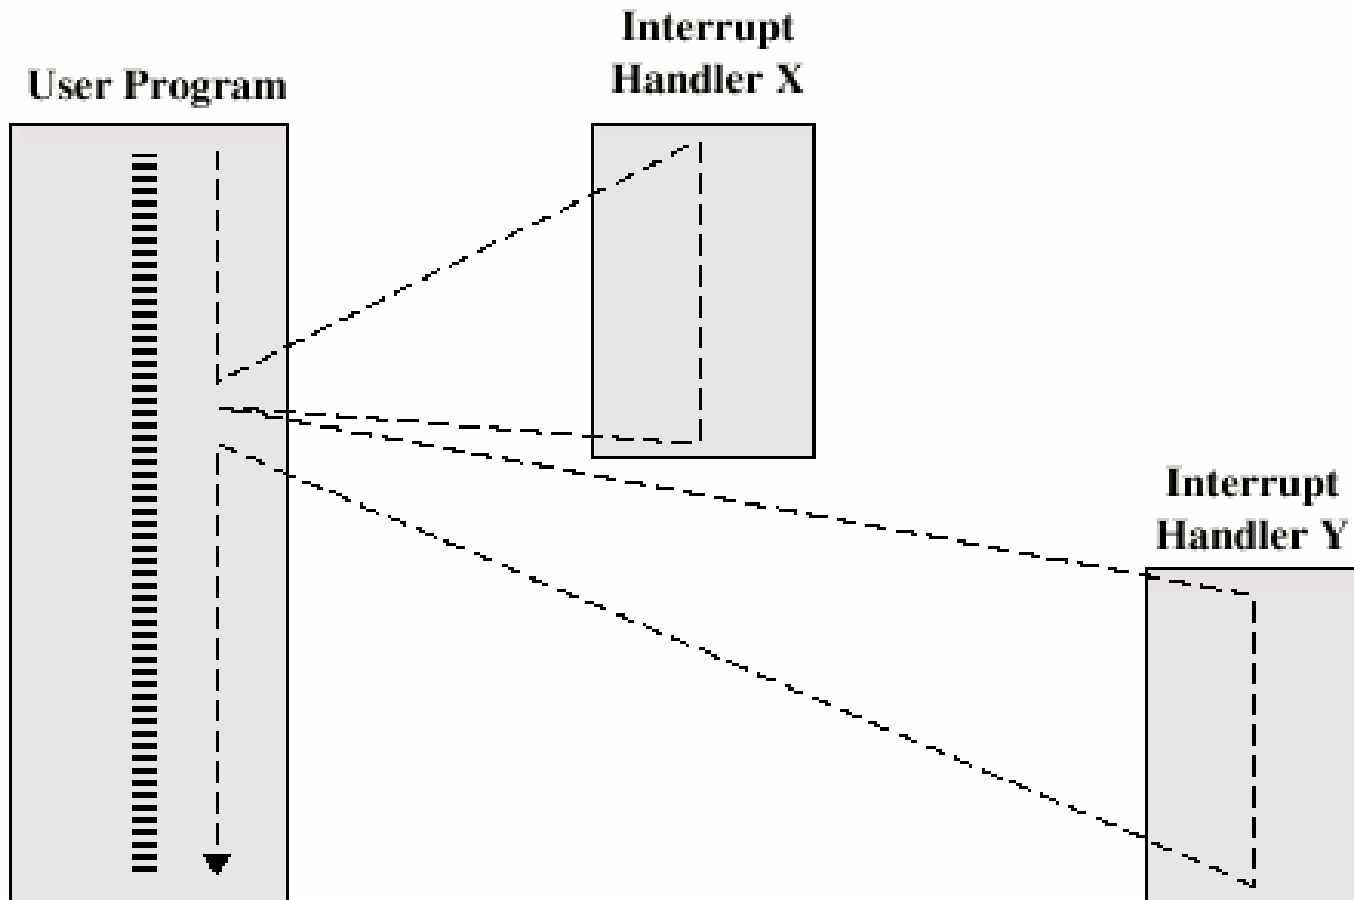 User Program
Interrupt
Handler X
Interrupt
Handler Y